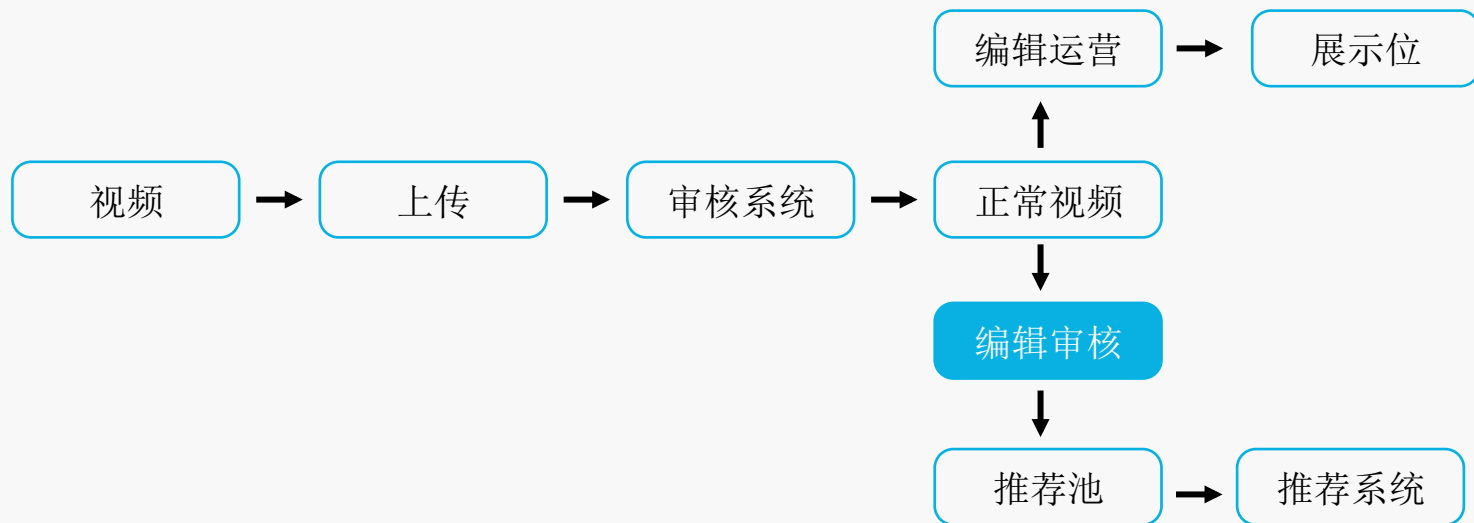 编辑运营
展示位
视频
上传
审核系统
正常视频
编辑审核
推荐池
推荐系统